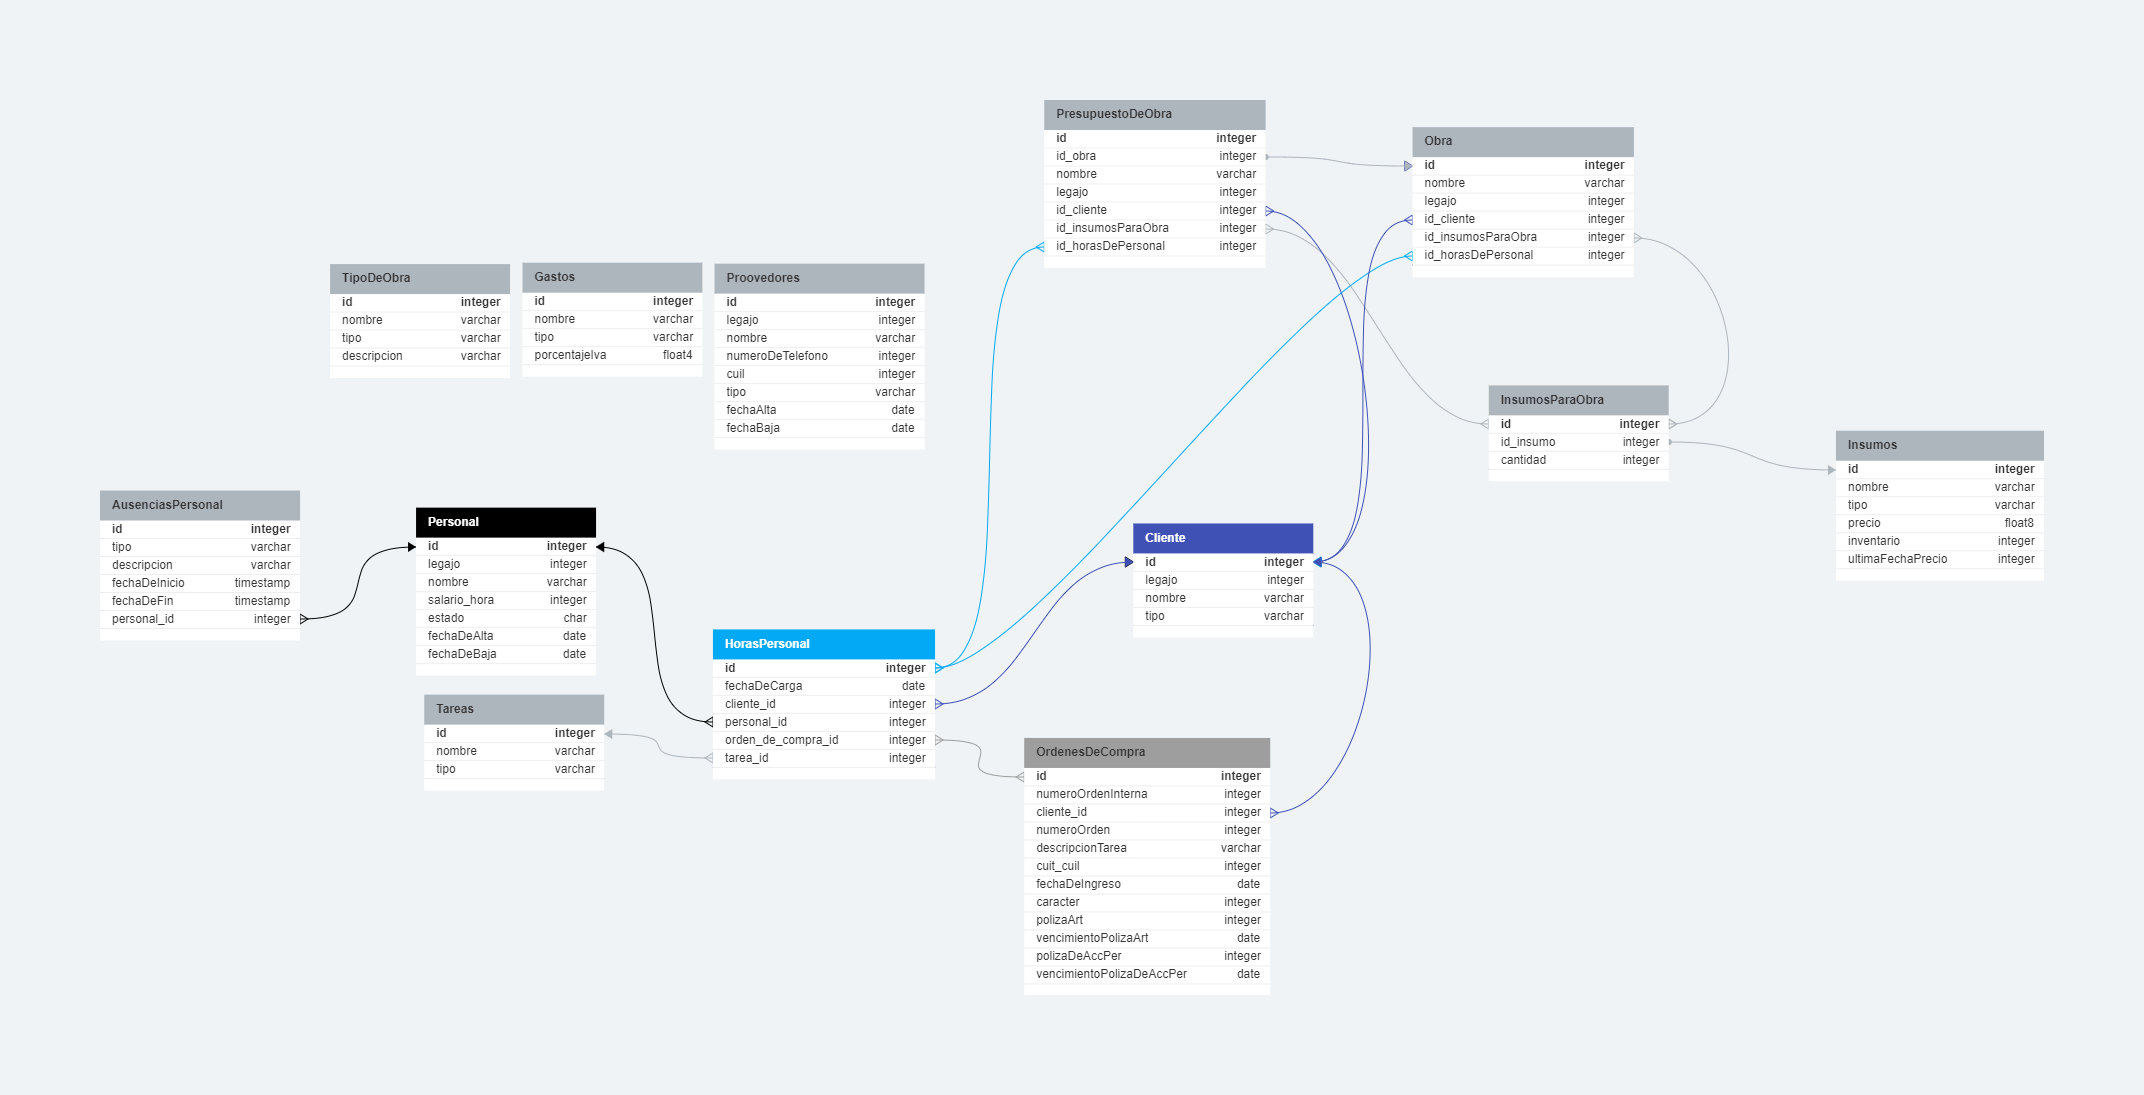 PresupuestoDeObra
id integer
id_obra integer
nombre varchar
legajo integer
id_cliente integer
id_insumosParaObra integer
id_horasDePersonal integer
Obra
id integer
nombre varchar
legajo integer
id_cliente integer
id_insumosParaObra integer
id_horasDePersonal integer
TipoDeObra
id integer
nombre varchar
tipo varchar
descripcion varchar
Gastos
id integer
nombre varchar
tipo varchar
porcentajeIva float4
Proovedores
id integer
legajo integer
nombre varchar
numeroDeTelefono integer
cuil integer
tipo varchar
fechaAlta date
fechaBaja date
InsumosParaObra
id integer
id_insumo integer
cantidad integer
Insumos
id integer
nombre varchar
tipo varchar
precio float8
inventario integer
ultimaFechaPrecio integer
AusenciasPersonal
id integer
tipo varchar
descripcion varchar
fechaDeInicio timestamp
fechaDeFin timestamp
personal_id integer
Personal
id integer
legajo integer
nombre varchar
salario_hora integer
estado char
fechaDeAlta date
fechaDeBaja date
Cliente
id integer
legajo integer
nombre varchar
tipo varchar
HorasPersonal
id integer
fechaDeCarga date
cliente_id integer
personal_id integer
orden_de_compra_id integer
tarea_id integer
Tareas
id integer
nombre varchar
tipo varchar
OrdenesDeCompra
id integer
numeroOrdenInterna integer
cliente_id integer
numeroOrden integer
descripcionTarea varchar
cuit_cuil integer
fechaDeIngreso date
caracter integer
polizaArt integer
vencimientoPolizaArt date
polizaDeAccPer integer
vencimientoPolizaDeAccPer date